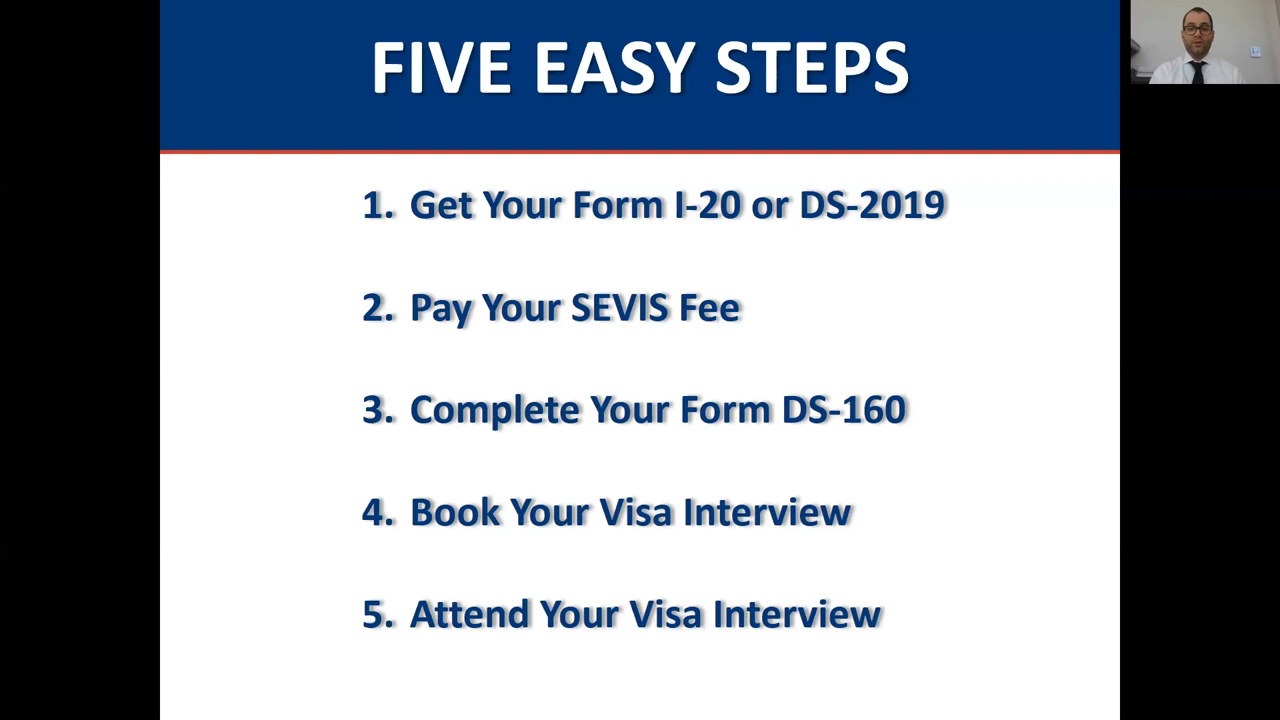 FIVE EASY STEPS
1. Get Your Form I-20 or DS-2019
2. Pay Your SEVIS Fee
3. Complete Your Form DS-160
4. Book Your Visa Interview
5. Attend Your Visa Interview